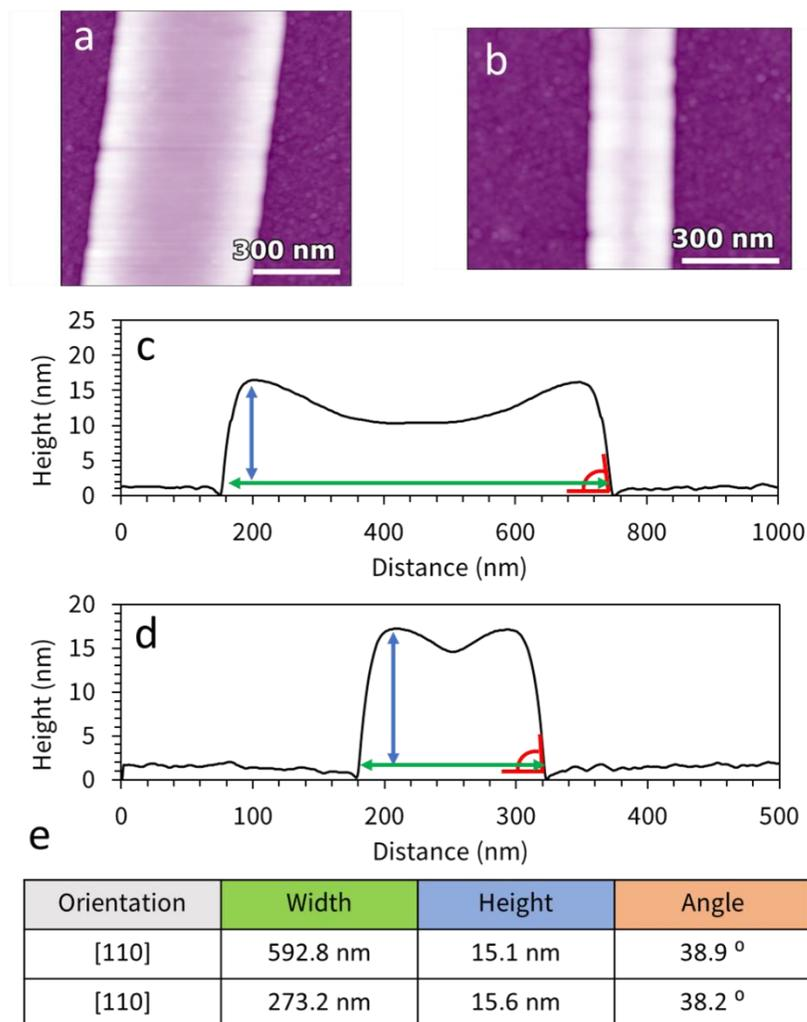 a
300 nm
b
300 nm
c
25
20
15
10
5
0
Height (nm)
0 200 400 600 800 1000
Distance (nm)
d
20
15
10
5
0
Height (nm)
0 100 200 300 400 500
Distance (nm)
e
Orientation Width Height Angle
[110] 592.8 nm 15.1 nm 38.9 º
[110] 273.2 nm 15.6 nm 38.2 º